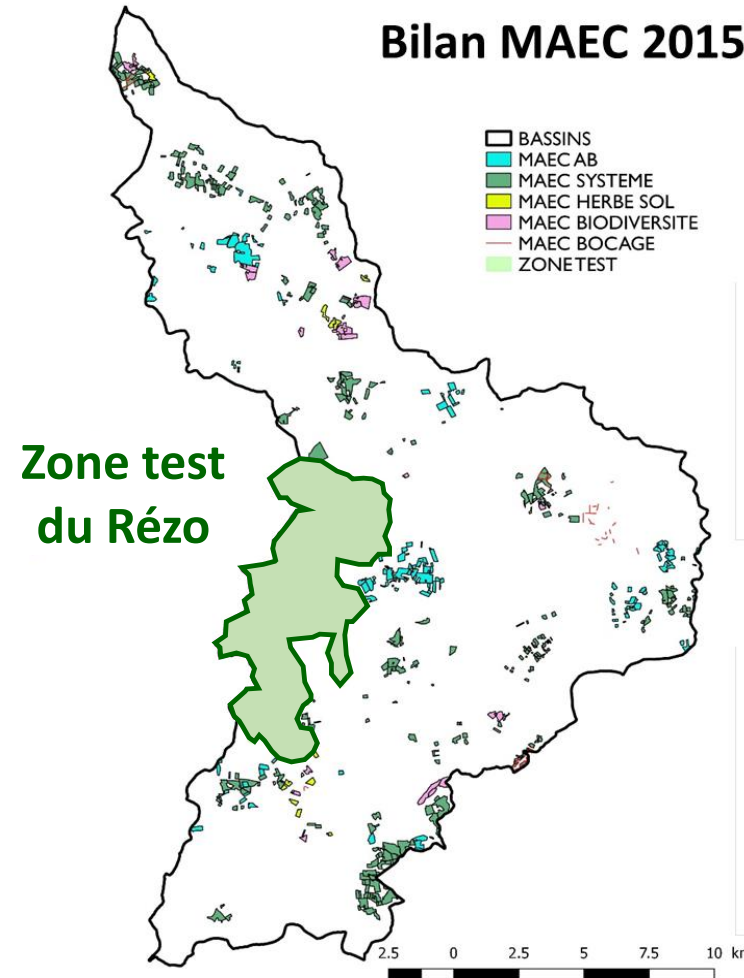 Bilan MAEC 2015
BASSINS
MAEC AB
MAEC SYSTEME
MAEC HERBE SOL
MAEC BIODIVERSITE
MAEC BOCAGE
ZONE TEST
Zone test
du Rézo
2.5 0 2.5 5 7.5 10 km